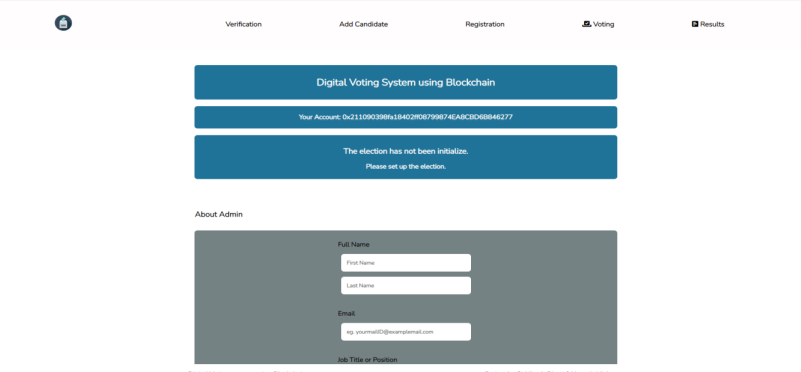 Verification
Add Candidate
Registration
Voting
Results
Digital Voting System using Blockchain
Your Account: 0x211090398fa18402ff08799874EA8CBD6B846277
The election has not been initialize.
Please set up the election.
About Admin
Full Name
First Name
Last Name
Email
eg. yourmailID@examplemail.com
Job Title or Position